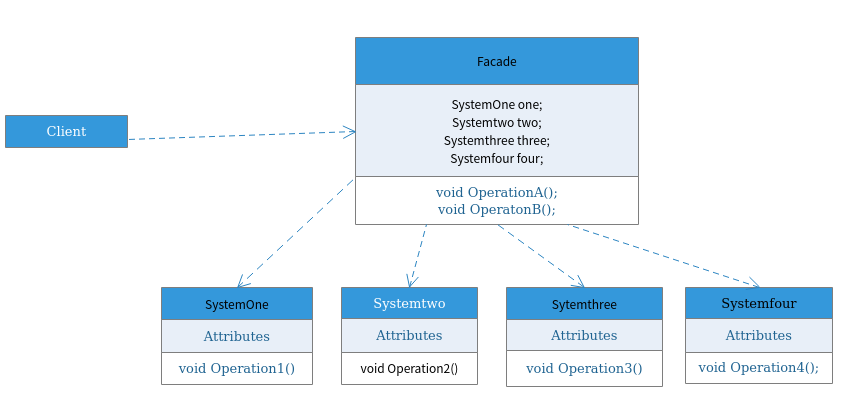 Facade
SystemOne one;
Systemtwo two;
Systemthree three;
Systemfour four;
void OperationA();
void OperatonB();
Client
SystemOne
Attributes
void Operation1()
Systemtwo
Attributes
void Operation2()
Sytemthree
Attributes
void Operation3()
Systemfour
Attributes
void Operation4();